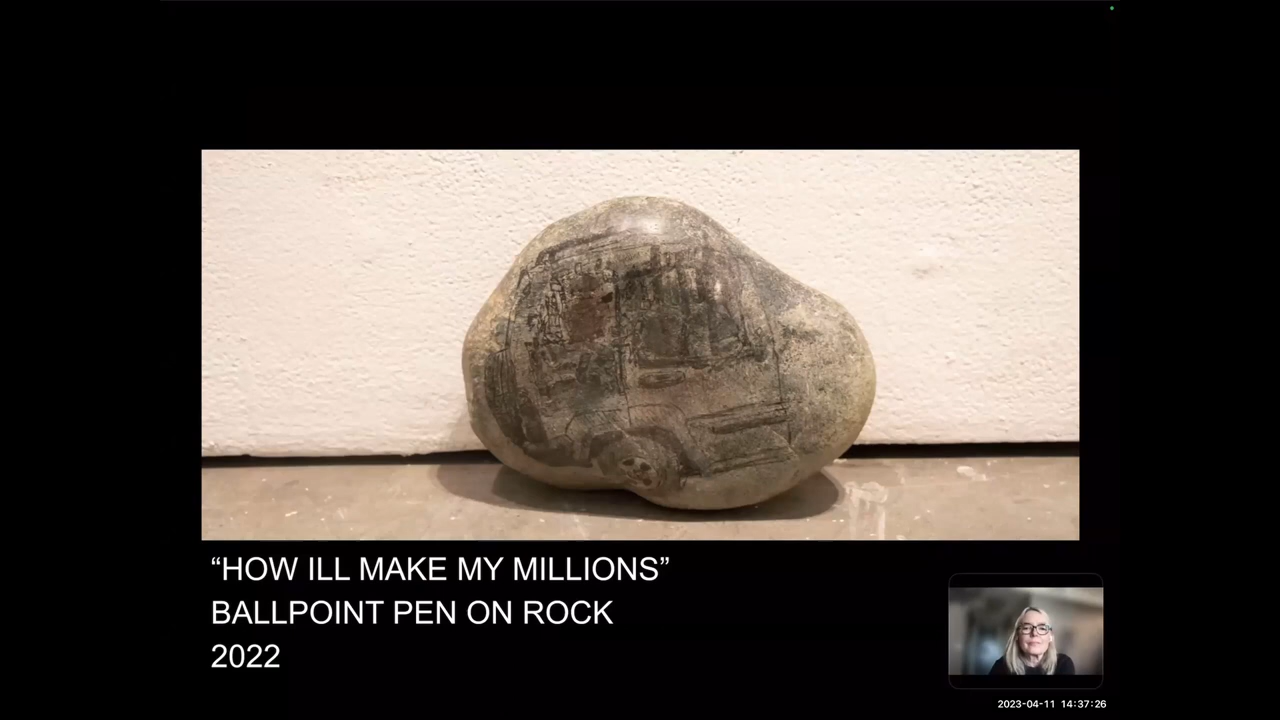 “HOW ILL MAKE MY MILLIONS”
BALLPOINT PEN ON ROCK
2022
2023-04-11 14:37:26